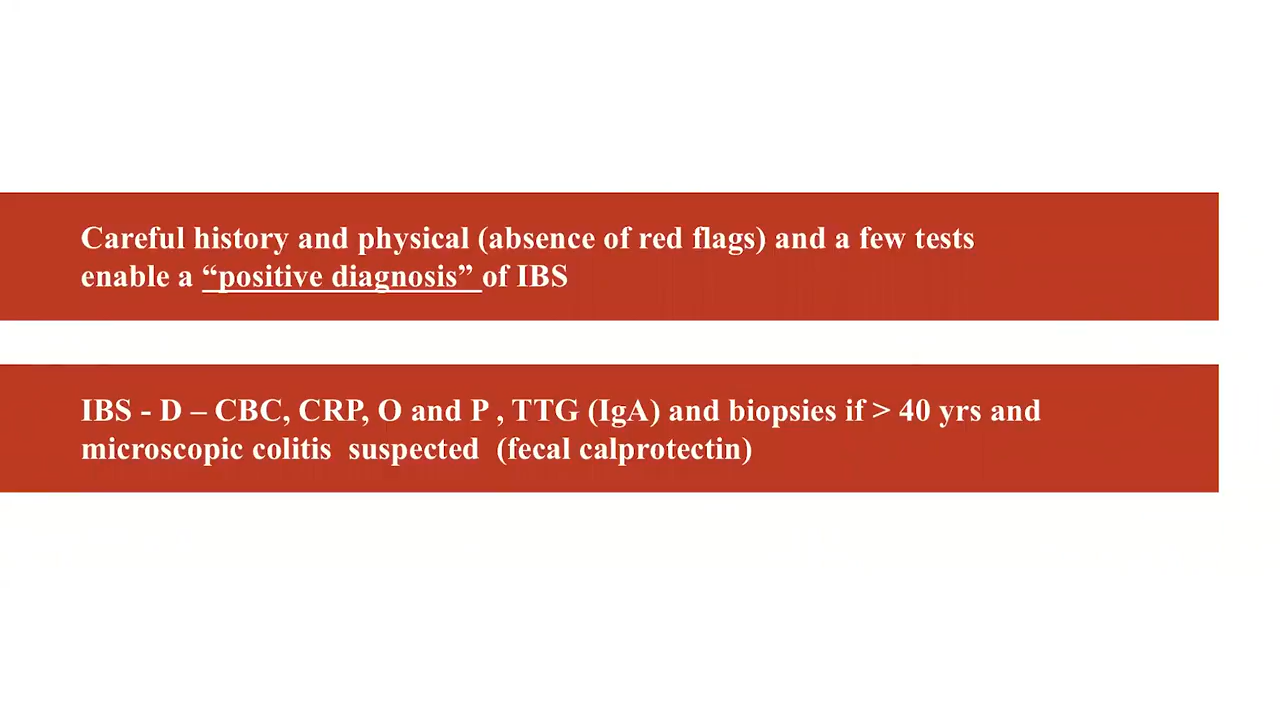 Careful history and physical (absence of red flags) and a few tests
enable a “positive diagnosis” of IBS
IBS - D – CBC, CRP, O and P , TTG (IgA) and biopsies if > 40 yrs and
microscopic colitis  suspected  (fecal calprotectin)